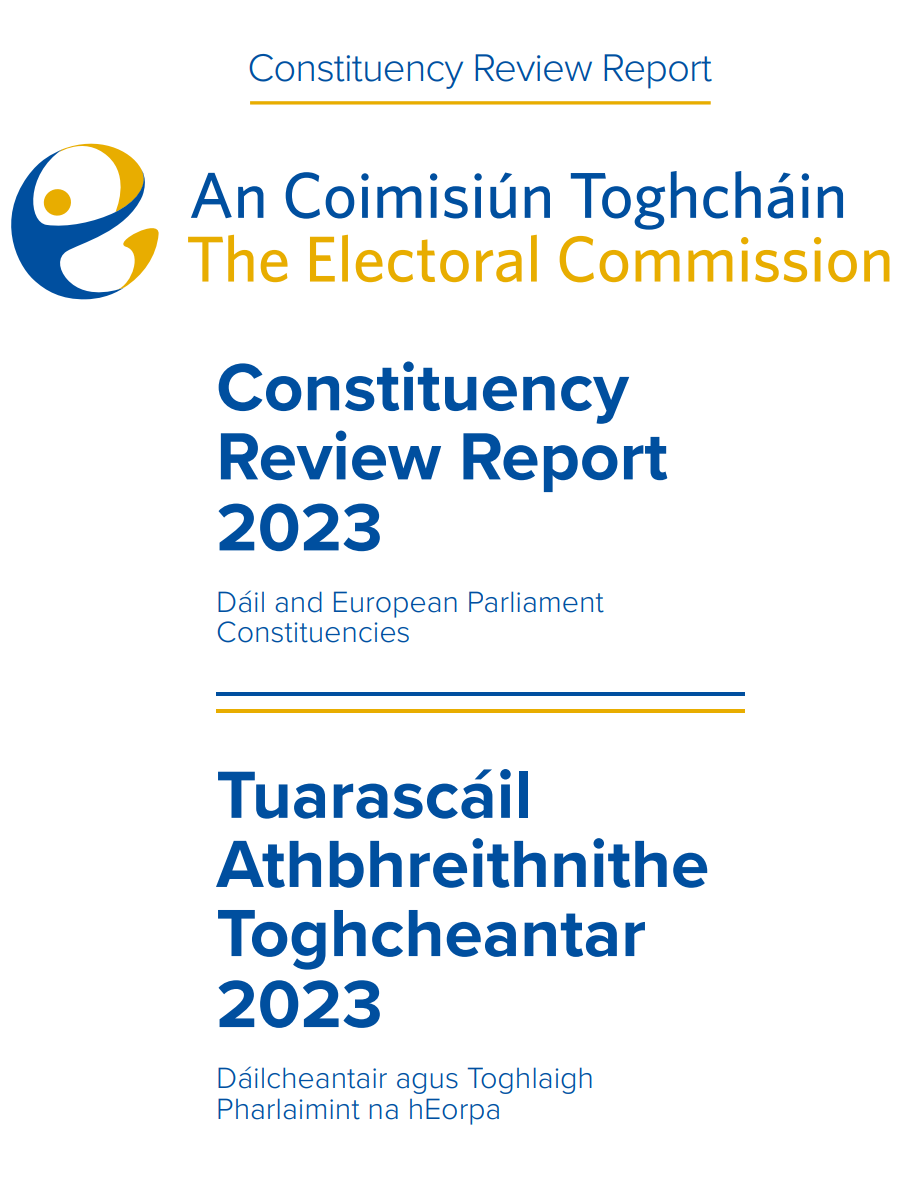 Constituency Review Report
An Coimisiún Toghcháin
The Electoral Commission
Constituency
Review Report
2023
Dáil and European Parliament
Constituencies
Tuarascáil
Athbhreithnithe
Toghcheantar
2023
Dáilcheantair agus Toghlaigh
Pharlaimint na hEorpa